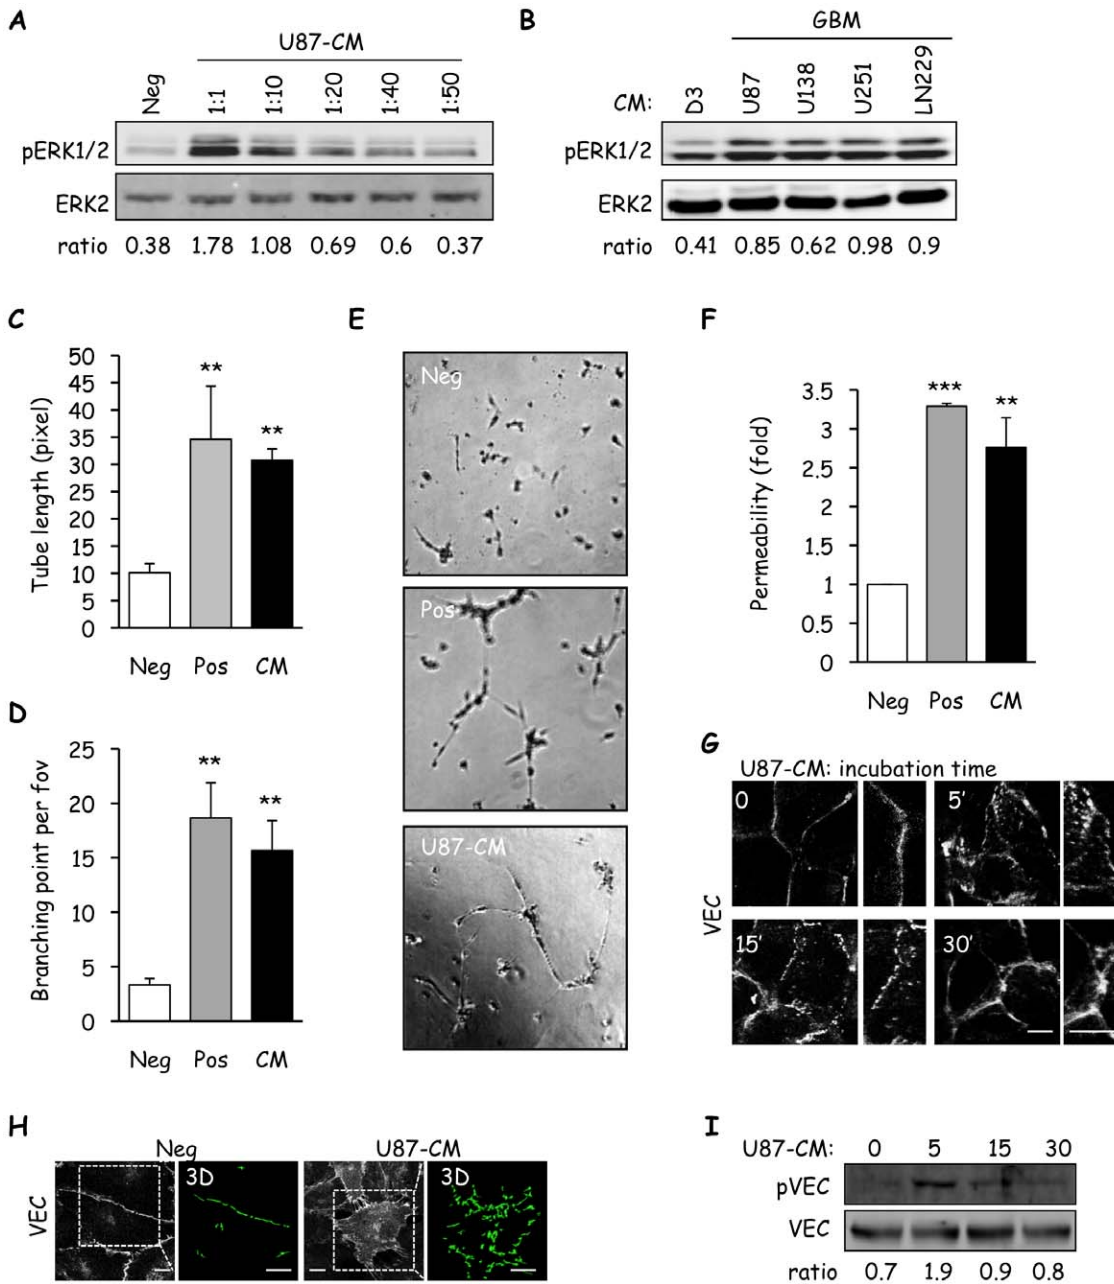 A
U87-CM
Neg 1:1 1:10 1:20 1:40 1:50
pERK1/2
ERK2
ratio 0.38 1.78 1.08 0.69 0.6 0.37
B
GBM
CM: D3 U87 U138 U251 LN229
pERK1/2
ERK2
ratio 0.41 0.85 0.62 0.98 0.9
C
Tube length (pixel)
50
45
40
35
30
25
20
15
10
5
0
** **
Neg Pos CM
D
Branching point per fov
25
20
15
10
5
0
** **
Neg Pos CM
E
Neg
Pos
U87-CM
F
Permeability (fold)
3.5
3
2.5
2
1.5
1
0.5
0
*** **
Neg Pos CM
G
U87-CM: incubation time
VEC
0 5'
15' 30'
H
Neg U87-CM
VEC
3D 3D
I
U87-CM: 0 5 15 30
pVEC
VEC
ratio 0.7 1.9 0.9 0.8